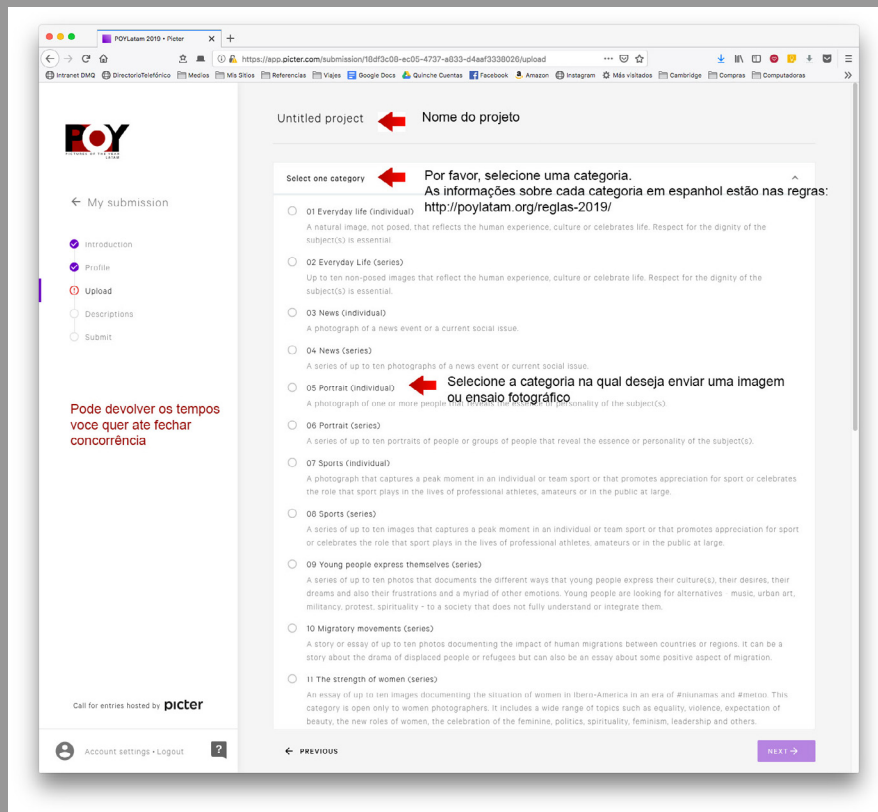 POYLatam 2019 • Picter
https://app.picter.com/submission/18df3c08-ec05-4737-a833-d4aaf3338026/upload
Intranet DMQ DirectorioTelefónico Medios Mis Sitios Referencias Viajes Google Docs Quinche Cuentas Facebook Amazon Instagram Más visitados Cambridge Compras Computadoras
POY
PICTURES OF THE YEAR
LATAM
← My submission
Introduction
Profile
Upload
Descriptions
Submit
Pode devolver os tempos
voce quer ate fechar
concorrência
Call for entries hosted by picter
Account settings • Logout ?
Untitled project
Nome do projeto
Select one category
Por favor, selecione uma categoria.
As informações sobre cada categoria em espanhol estão nas regras:
http://poylatam.org/reglas-2019/
01 Everyday life (individual)
A natural image, not posed, that reflects the human experience, culture or celebrates life. Respect for the dignity of the
subject(s) is essential.
02 Everyday Life (series)
Up to ten non-posed images that reflect the human experience, culture or celebrate life. Respect for the dignity of the
subject(s) is essential.
03 News (individual)
A photograph of a news event or a current social issue.
04 News (series)
A series of up to ten photographs of a news event or current social issue.
05 Portrait (individual)
Selecione a categoria na qual deseja enviar uma imagem
ou ensaio fotográfico
A photograph of one or more people that reveals the essence or personality of the subject(s).
06 Portrait (series)
A series of up to ten portraits of people or groups of people that reveal the essence or personality of the subject(s).
07 Sports (individual)
A photograph that captures a peak moment in an individual or team sport or that promotes appreciation for sport or celebrates
the role that sport plays in the lives of professional athletes, amateurs or in the public at large.
08 Sports (series)
A series of up to ten images that captures a peak moment in an individual or team sport or that promotes appreciation for sport
or celebrates the role that sport plays in the lives of professional athletes, amateurs or in the public at large.
09 Young people express themselves (series)
A series of up to ten photos that documents the different ways that young people express their culture(s), their desires, their
dreams and also their frustrations and a myriad of other emotions. Young people are looking for alternatives - music, urban art,
militancy, protest, spirituality - to a society that does not fully understand or integrate them.
10 Migratory movements (series)
A story or essay of up to ten photos documenting the impact of human migrations between countries or regions. It can be a
story about the drama of displaced people or refugees but can also be an essay about some positive aspect of migration.
11 The strength of women (series)
An essay of up to ten images documenting the situation of women in Ibero-America in an era of #niunamas and #metoo. This
category is open only to women photographers. It includes a wide range of topics such as equality, violence, expectation of
beauty, the new roles of women, the celebration of the feminine, politics, spirituality, feminism, leadership and others.
← PREVIOUS
NEXT →